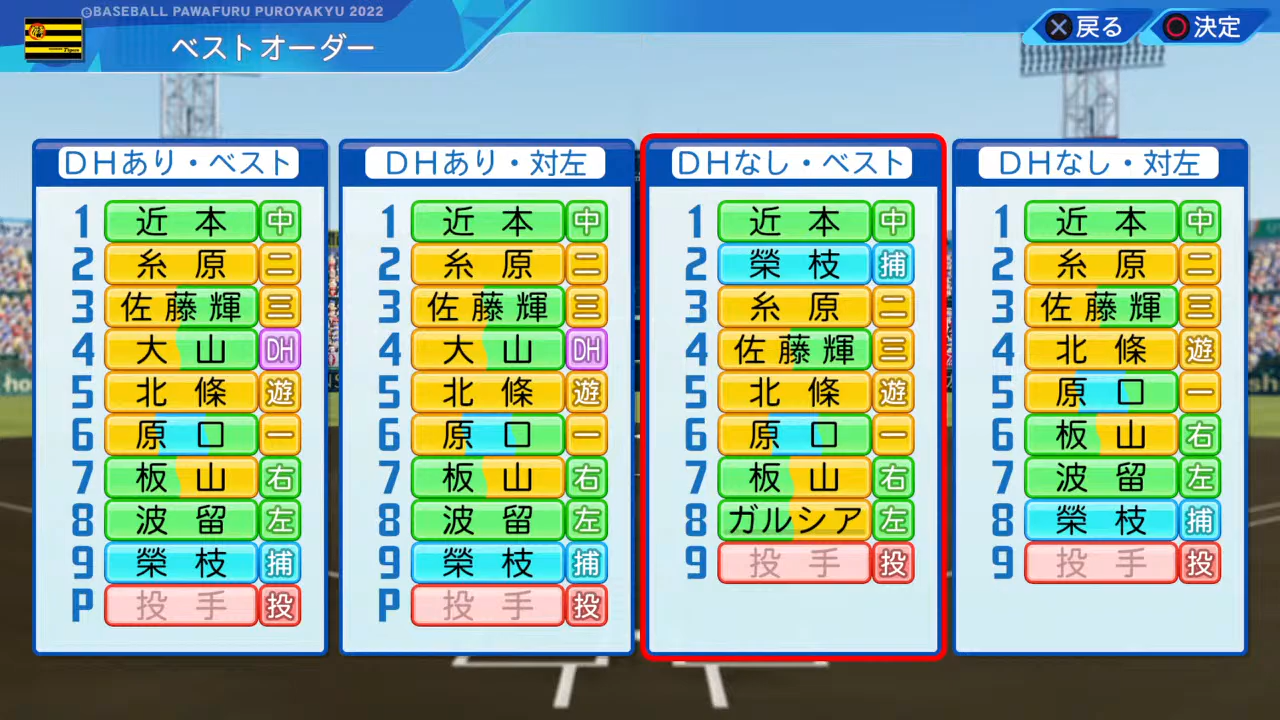 ©BASEBALL PAWAFURU PUROYAKYU 2022
ベストオーダー
戻る
決定
DHあり・ベスト
1 近本 中
2 糸原 二
3 佐藤輝 三
4 大山 DH
5 北條 遊
6 原口 一
7 板山 右
8 波留 左
9 榮枝 捕
P 投手 投
DHあり・対左
1 近本 中
2 糸原 二
3 佐藤輝 三
4 大山 DH
5 北條 遊
6 原口 一
7 板山 右
8 波留 左
9 榮枝 捕
P 投手 投
DHなし・ベスト
1 近本 中
2 榮枝 捕
3 糸原 二
4 佐藤輝 三
5 北條 遊
6 原口 一
7 板山 右
8 ガルシア 左
9 投手 投
DHなし・対左
1 近本 中
2 糸原 二
3 佐藤輝 三
4 北條 遊
5 原口 一
6 板山 右
7 波留 左
8 榮枝 捕
9 投手 投